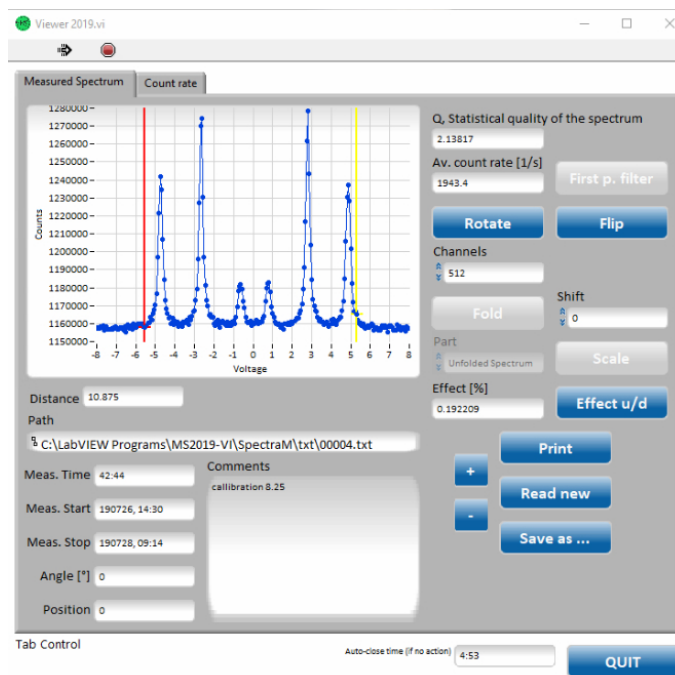 Viewer 2019.vi
Measured Spectrum
Count rate
1280000
1270000
1260000
1250000
1240000
1230000
1220000
1210000
1200000
1190000
1180000
1170000
1160000
1150000
Counts
-8 -7 -6 -5 -4 -3 -2 -1 0 1 2 3 4 5 6 7 8
Voltage
Q, Statistical quality of the spectrum
2.13817
Av. count rate [1/s]
1943.4
First p. filter
Rotate
Flip
Channels
512
Fold
Shift
0
Part
Unfolded Spectrum
Scale
Effect [%]
0.192209
Effect u/d
Distance 10.875
Path
C:\LabVIEW Programs\MS2019-VI\SpectraM\txt\00004.txt
Meas. Time 42:44
Meas. Start 190726, 14:30
Meas. Stop 190728, 09:14
Angle [°] 0
Position 0
Comments
callibration 8.25
+
-
Print
Read new
Save as ...
Tab Control
Auto-close time (if no action) 4:53
QUIT